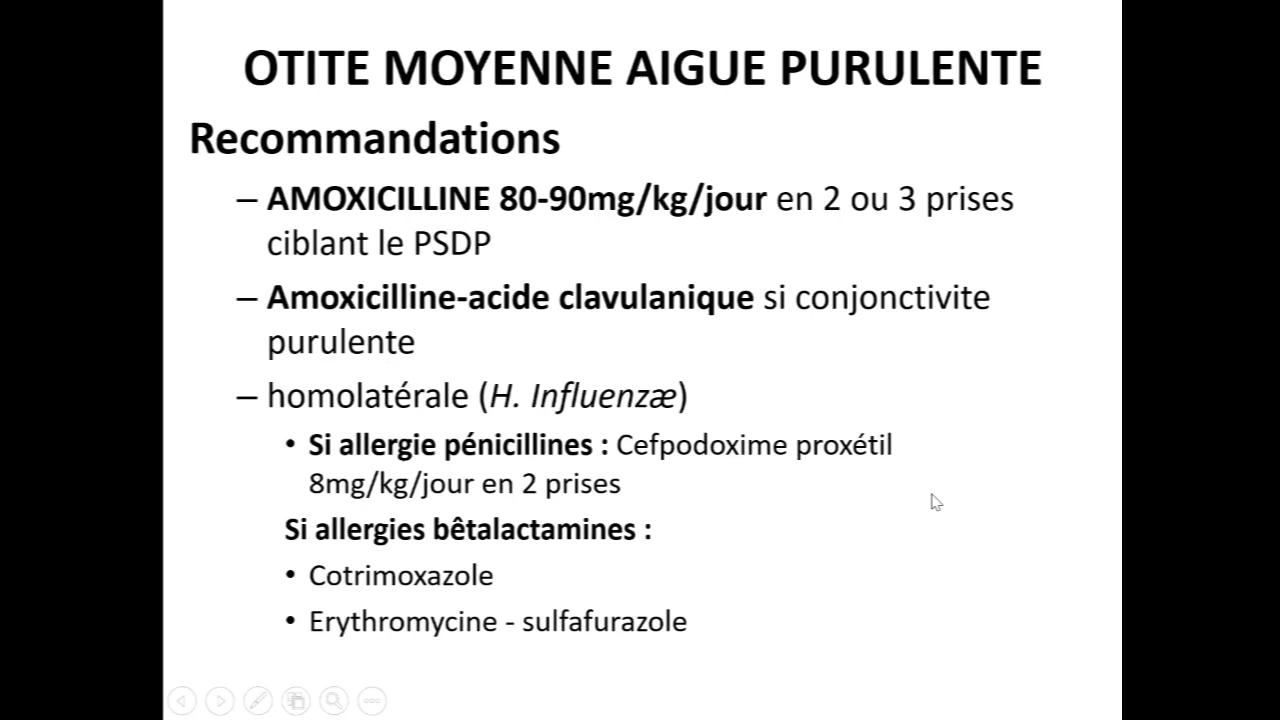 OTITE MOYENNE AIGUE PURULENTE
Recommandations
– AMOXICILLINE 80-90mg/kg/jour en 2 ou 3 prises
ciblant le PSDP
– Amoxicilline-acide clavulanique si conjonctivite
purulente
– homolatérale (H. Influenzæ)
• Si allergie pénicillines : Cefpodoxime proxétil
8mg/kg/jour en 2 prises
Si allergies bêtalactamines :
• Cotrimoxazole
• Erythromycine - sulfafurazole